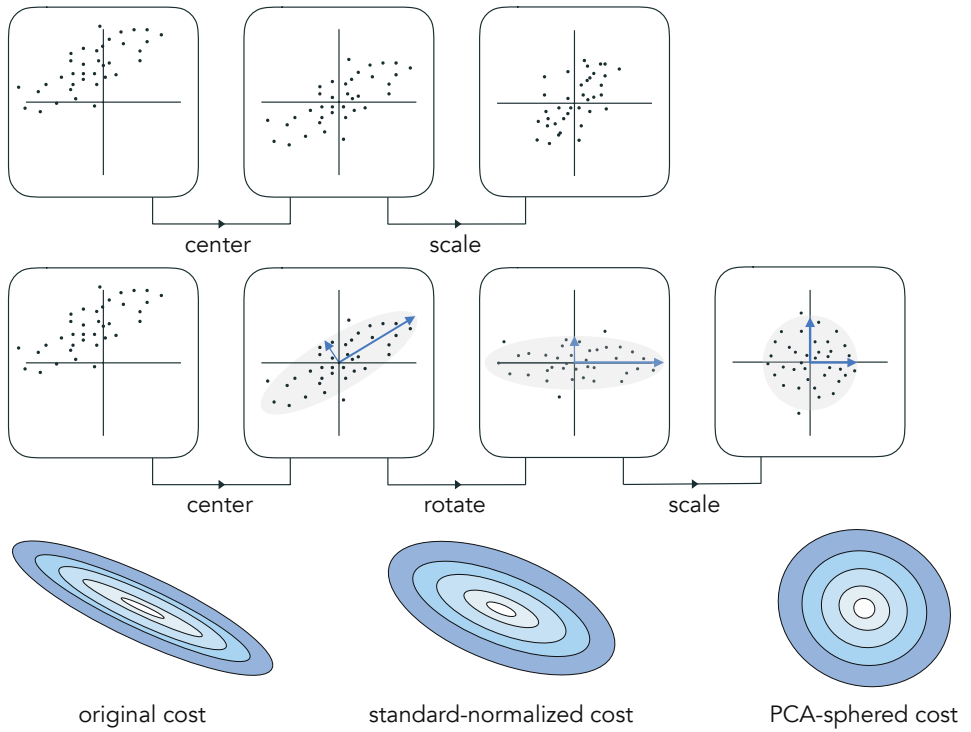 center
scale
center
rotate
scale
original cost
standard-normalized cost
PCA-sphered cost